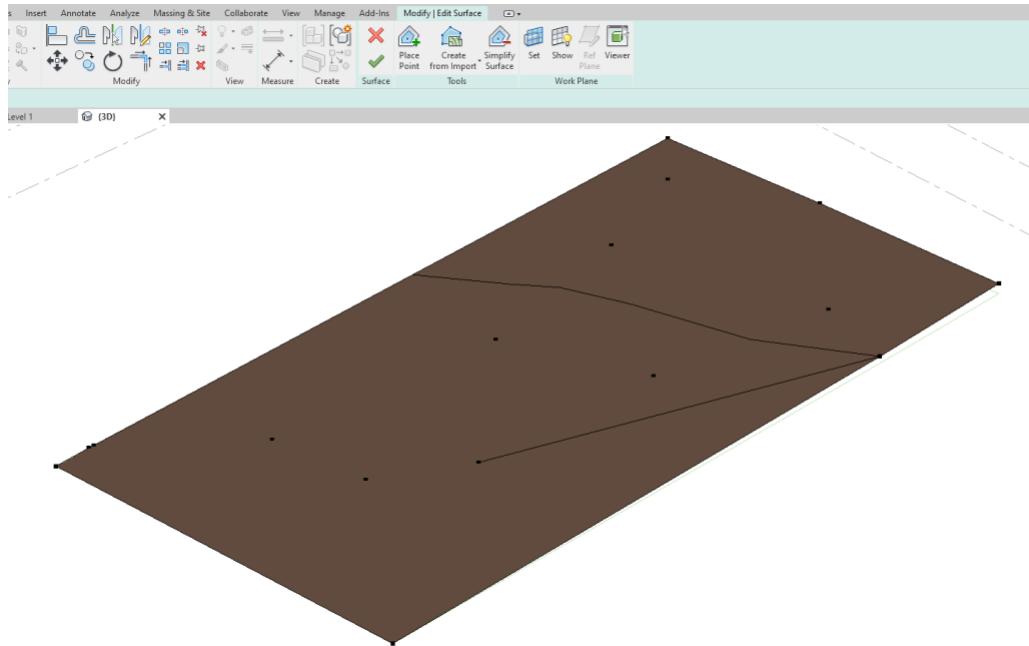 s Insert Annotate Analyze Massing & Site Collaborate View Manage Add-Ins Modify | Edit Surface
Place Point
Create from Import
Simplify Surface
Set
Show
Ref Plane
Viewer
y Modify View Measure Create Surface Tools Work Plane
Level 1 {3D} X